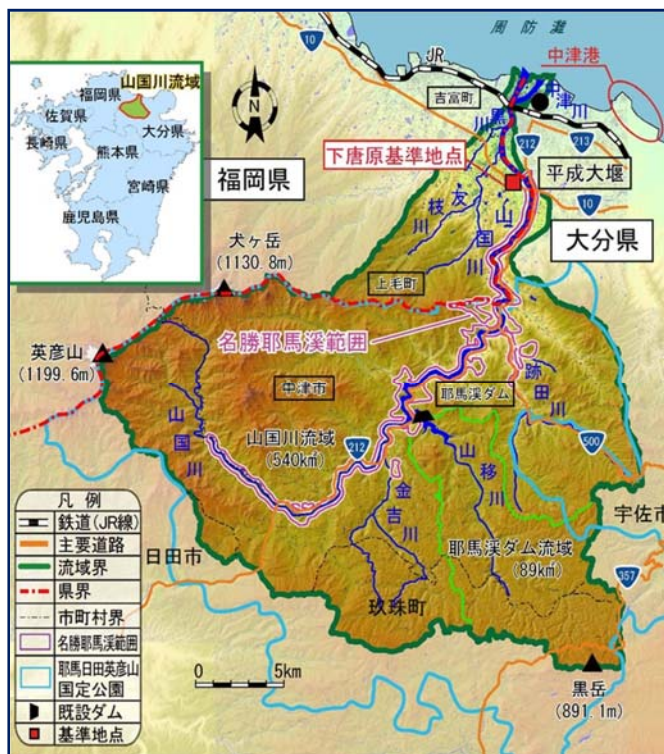 周防灘
10
JR
中津港
山国川流域
福岡県
佐賀県
大分県
長崎県
熊本県
宮崎県
鹿児島県
N
吉富町
中津川
黒川
212
213
下唐原基準地点
平成大堰
福岡県
友枝川
山国川
10
大分県
犬ヶ岳
(1130.8m)
上毛町
英彦山
(1199.6m)
名勝耶馬溪範囲
跡田川
中津市
耶馬溪ダム
山国川
山国川流域
(540k㎡)
212
500
山移川
金吉川
宇佐市
耶馬溪ダム流域
(89k㎡)
日田市
357
玖珠町
凡例
鉄道(JR線)
主要道路
流域界
県界
市町村界
名勝耶馬溪範囲
耶馬日田英彦山
国定公園
既設ダム
基準地点
0 5km
黒岳
(891.1m)